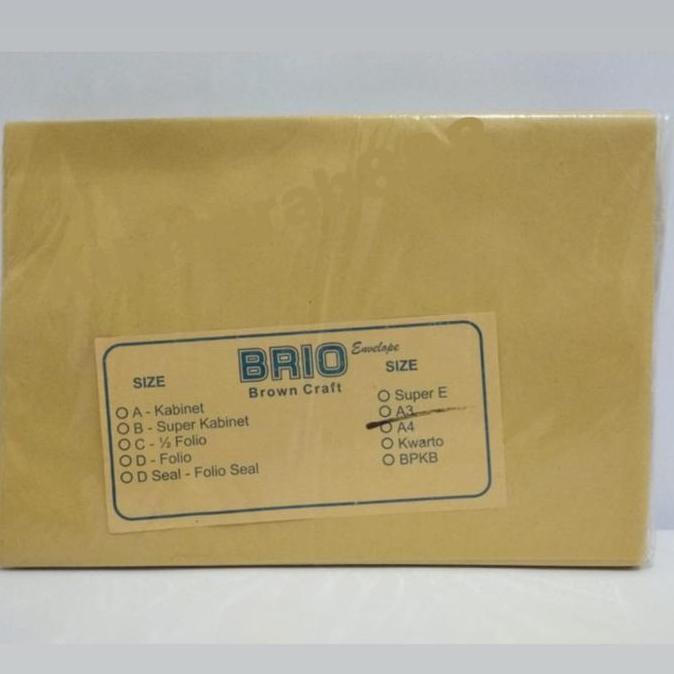 BRIO Envelope
Brown Craft
SIZE
A - Kabinet
B - Super Kabinet
C - ½ Folio
D - Folio
D Seal - Folio Seal
SIZE
Super E
A3
A4
Kwarto
BPKB